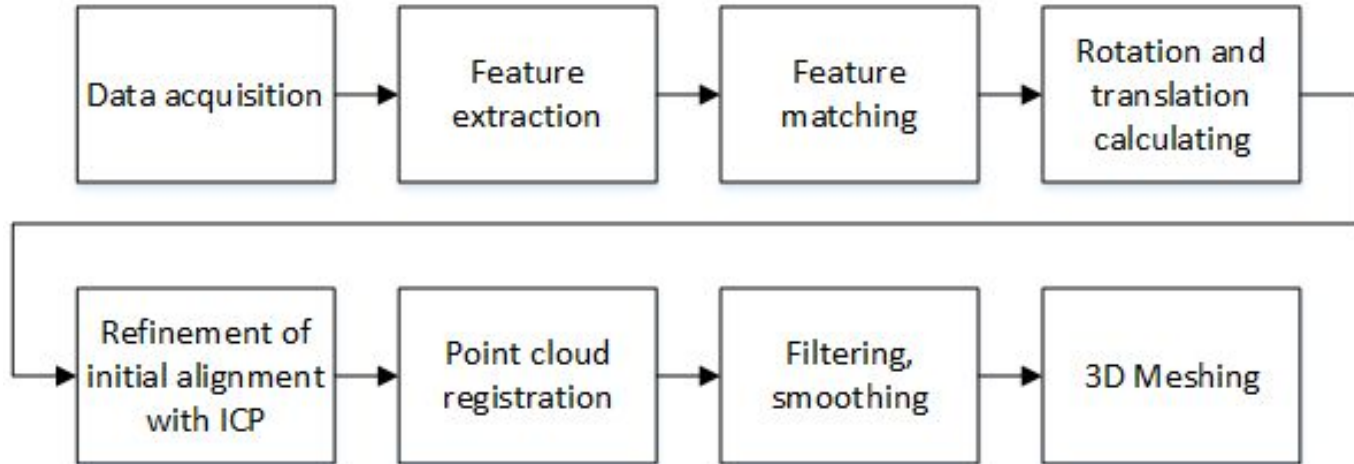 Data acquisition
Feature
extraction
Feature
matching
Rotation and
translation
calculating
Refinement of
initial alignment
with ICP
Point cloud
registration
Filtering,
smoothing
3D Meshing